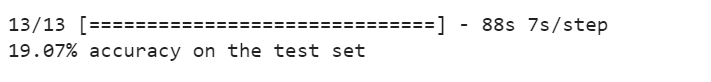 13/13 [==============================] - 88s 7s/step
19.07% accuracy on the test set